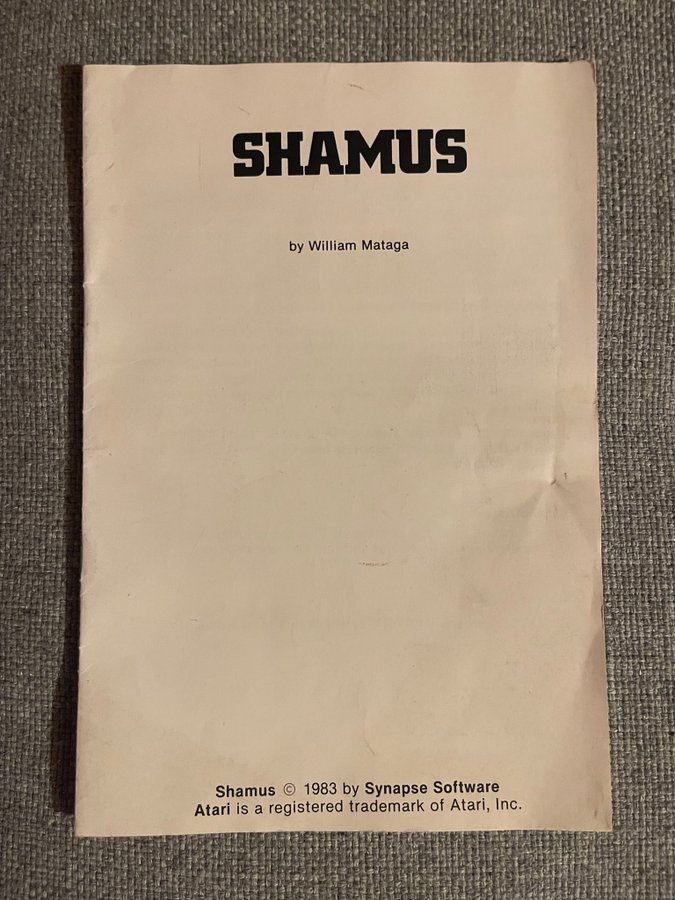 SHAMUS
by William Mataga
Shamus © 1983 by Synapse Software
Atari is a registered trademark of Atari, Inc.